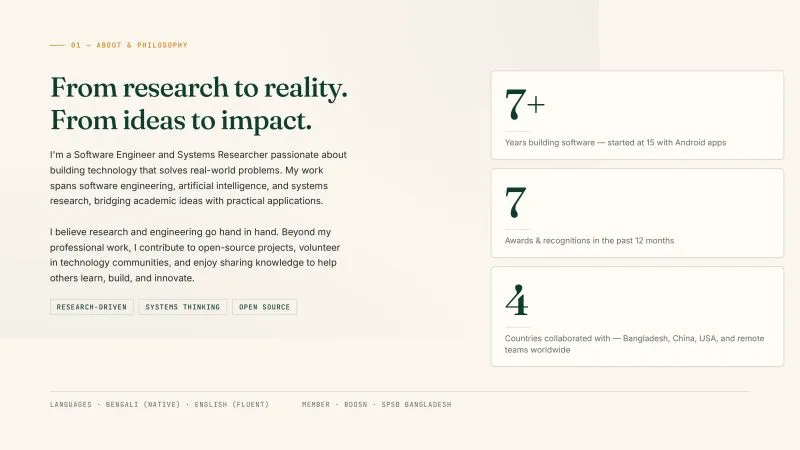 01 — ABOUT & PHILOSOPHY
From research to reality.
From ideas to impact.
I'm a Software Engineer and Systems Researcher passionate about
building technology that solves real-world problems. My work
spans software engineering, artificial intelligence, and systems
research, bridging academic ideas with practical applications.
I believe research and engineering go hand in hand. Beyond my
professional work, I contribute to open-source projects, volunteer
in technology communities, and enjoy sharing knowledge to help
others learn, build, and innovate.
RESEARCH-DRIVEN SYSTEMS THINKING OPEN SOURCE
7+
Years building software — started at 15 with Android apps
7
Awards & recognitions in the past 12 months
4
Countries collaborated with — Bangladesh, China, USA, and remote
teams worldwide
LANGUAGES · BENGALI (NATIVE) · ENGLISH (FLUENT) MEMBER · BDOSN · SPSB BANGLADESH